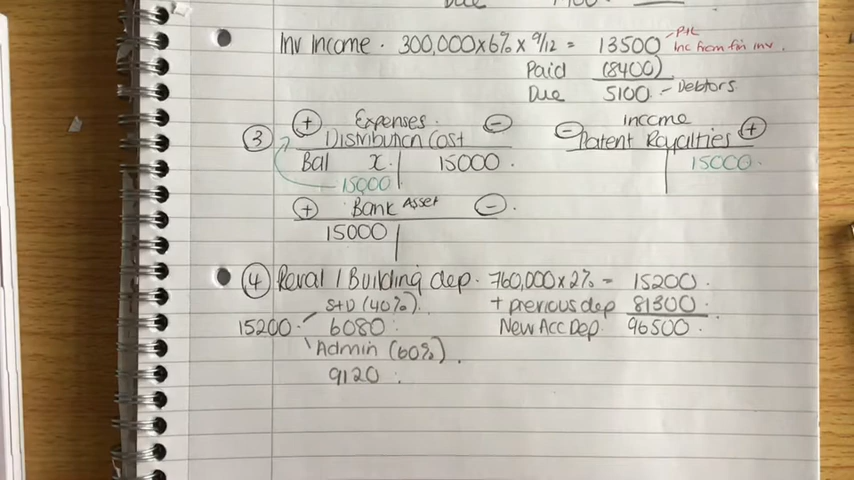 Inv Income · 300,000 x 6% x 9/12 = 13500 - P+L
Inc from fin inv.
Paid (8400)
Due 5100 - Debtors
3 + Expenses. - Income
Distribution Cost - Patent Royalties +
Bal x 15000. 15000.
15000
+ Bank Asset -
15000
4 Reval / Building dep. 760,000 x 2% = 15200.
S+D (40%). + previous dep 81300.
15200. 6080. New Acc Dep. 96500.
Admin (60%).
9120.